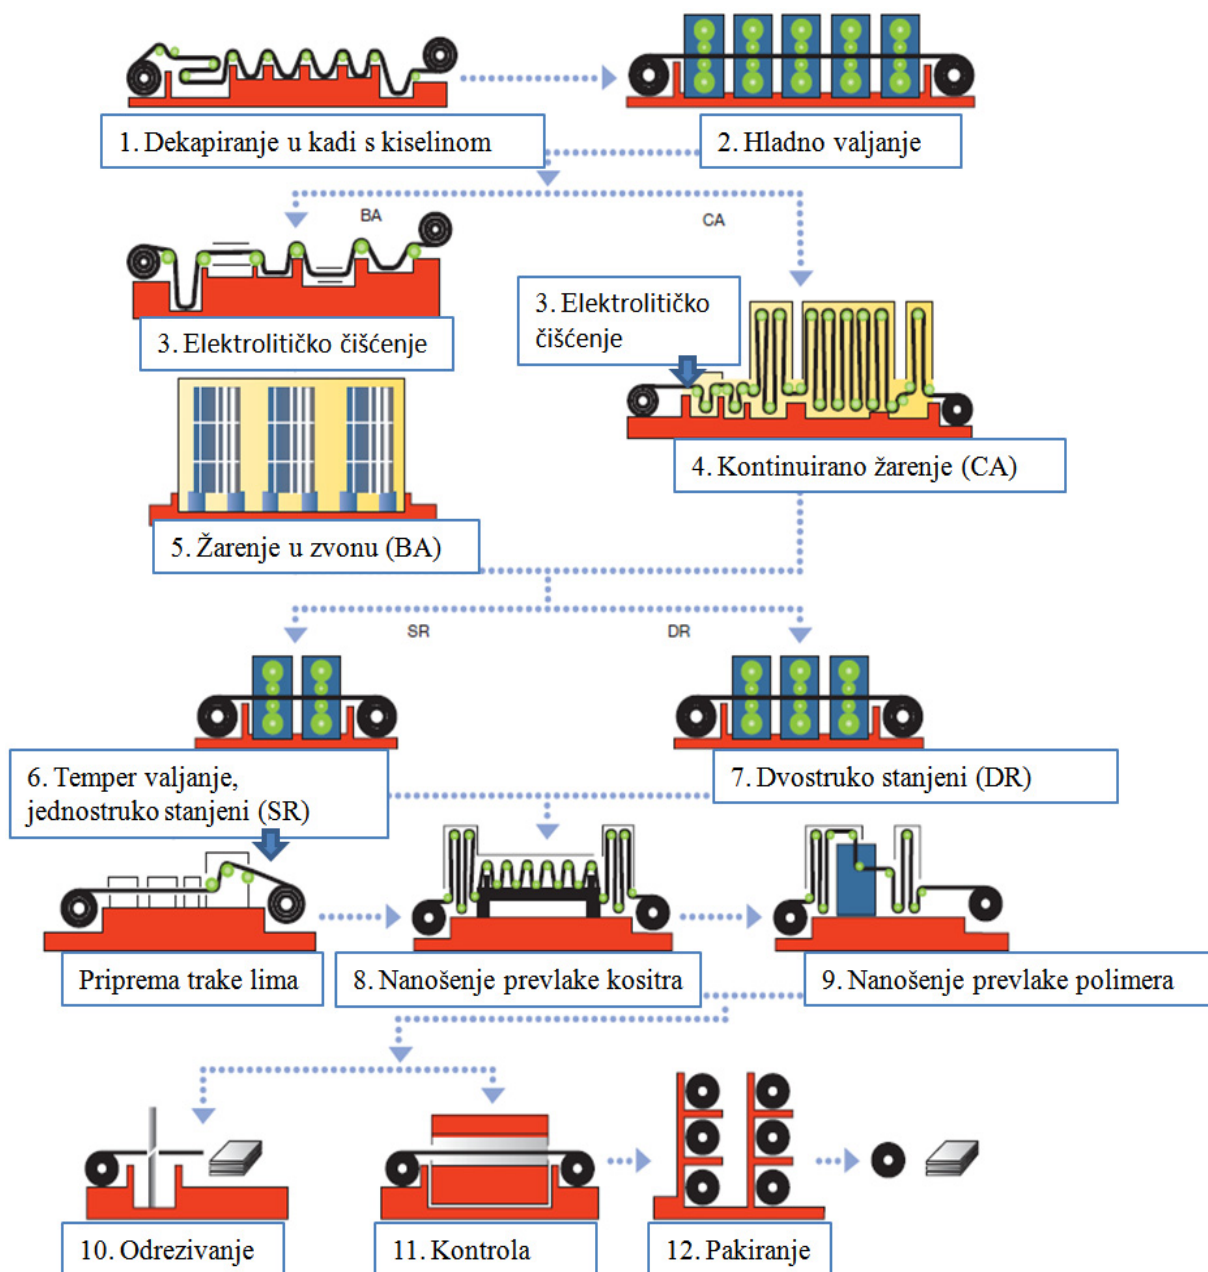 1. Dekapiranje u kadi s kiselinom
2. Hladno valjanje
BA
CA
3. Elektrolitičko čišćenje
3. Elektrolitičko
čišćenje
4. Kontinuirano žarenje (CA)
5. Žarenje u zvonu (BA)
SR
DR
6. Temper valjanje,
jednostruko stanjeni (SR)
7. Dvostruko stanjeni (DR)
Priprema trake lima
8. Nanošenje prevlake kositra
9. Nanošenje prevlake polimera
10. Odrezivanje
11. Kontrola
12. Pakiranje